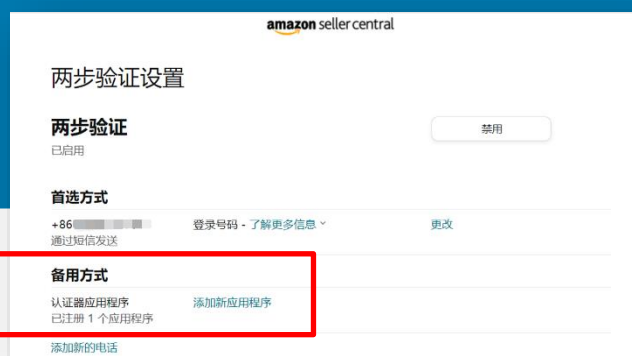 amazon seller central
两步验证设置
两步验证
禁用
已启用
首选方式
+86
登录号码 - 了解更多信息
更改
通过短信发送
备用方式
认证器应用程序
添加新应用程序
已注册 1 个应用程序
添加新的电话